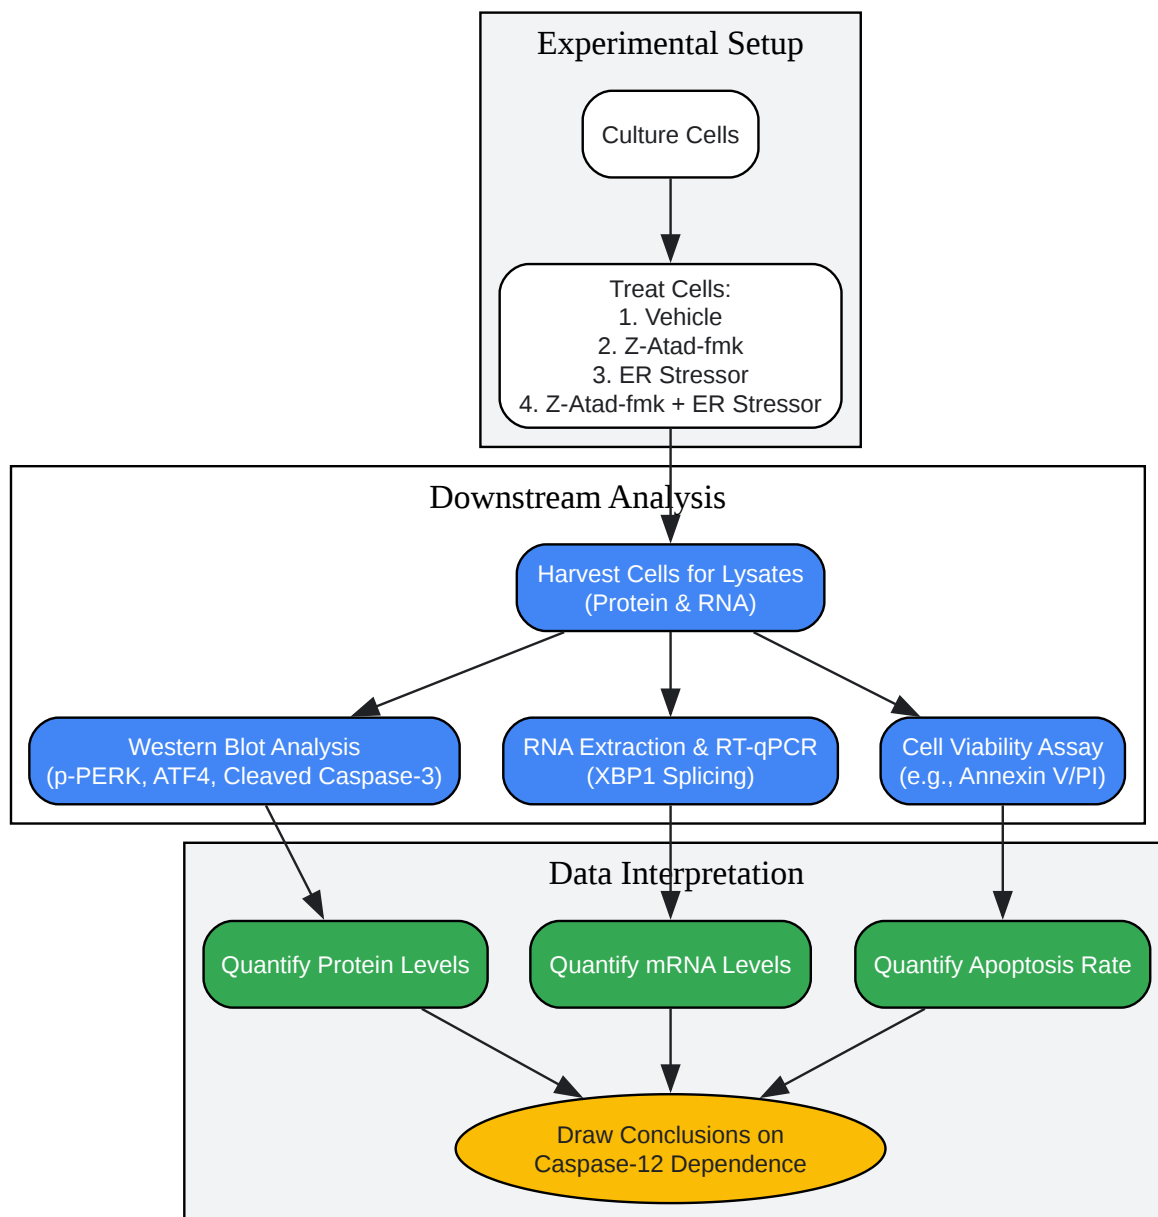 Experimental Setup
Culture Cells
Treat Cells:
1. Vehicle
2. Z-Atad-fmk
3. ER Stressor
4. Z-Atad-fmk + ER Stressor
Downstream Analysis
Harvest Cells for Lysates
(Protein & RNA)
Western Blot Analysis
(p-PERK, ATF4, Cleaved Caspase-3)
RNA Extraction & RT-qPCR
(XBP1 Splicing)
Cell Viability Assay
(e.g., Annexin V/PI)
Data Interpretation
Quantify Protein Levels
Quantify mRNA Levels
Quantify Apoptosis Rate
Draw Conclusions on
Caspase-12 Dependence